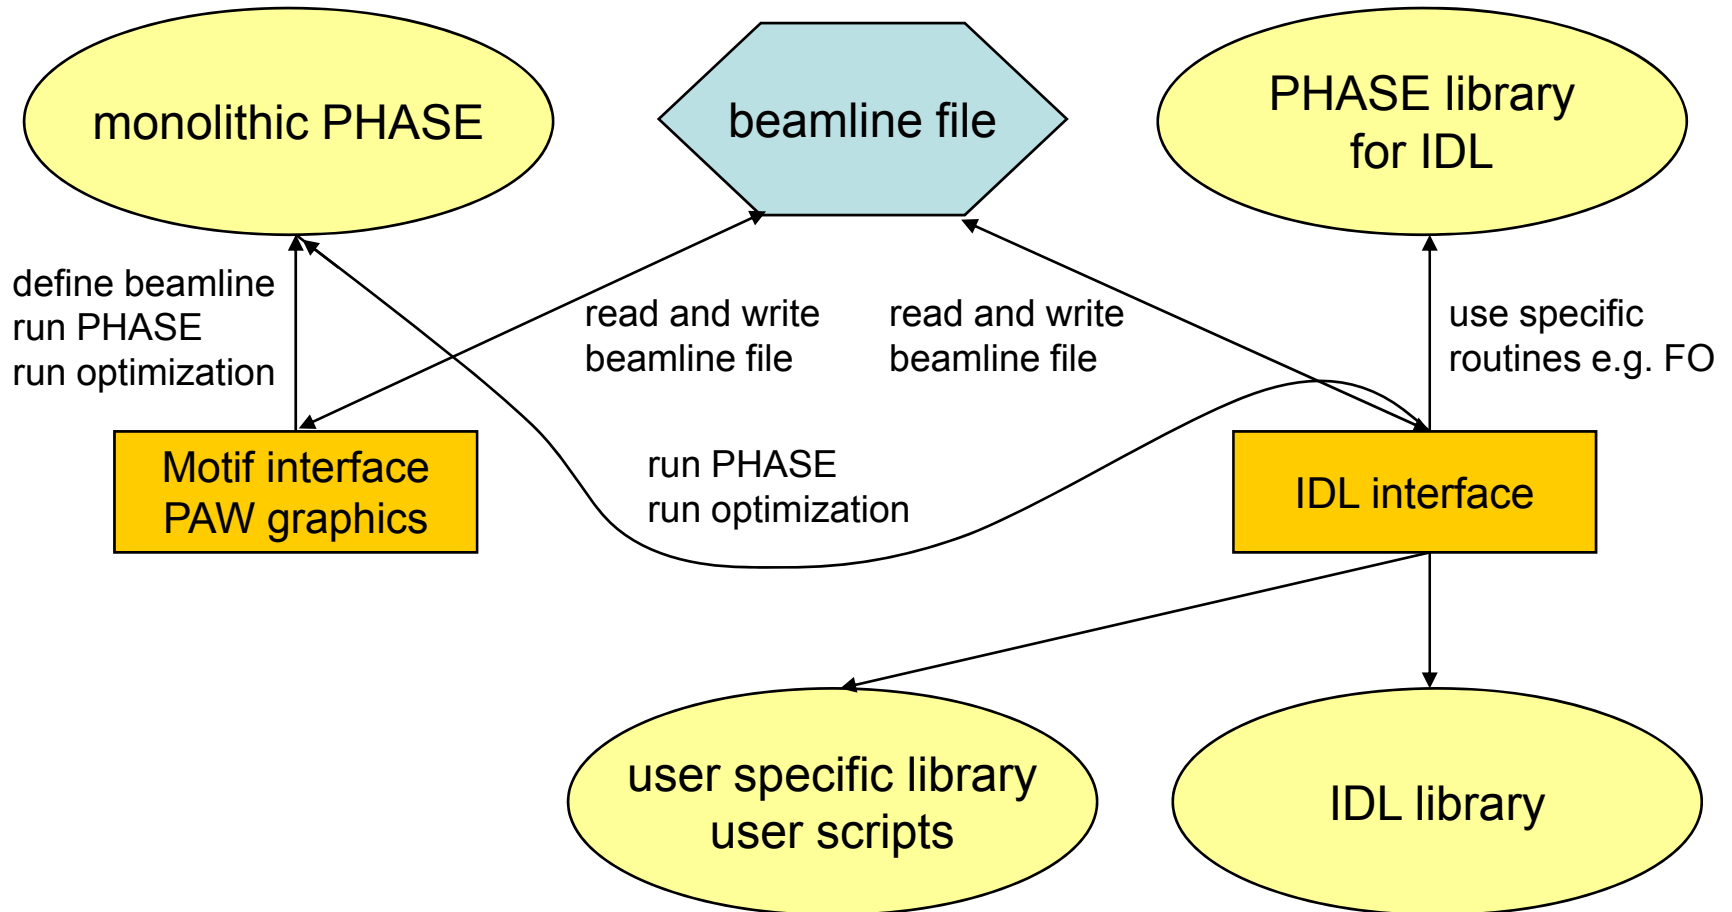 monolithic PHASE
beamline file
PHASE library
for IDL
define beamline
run PHASE
run optimization
read and write
beamline file
read and write
beamline file
use specific
routines e.g. FO
Motif interface
PAW graphics
run PHASE
run optimization
IDL interface
user specific library
user scripts
IDL library